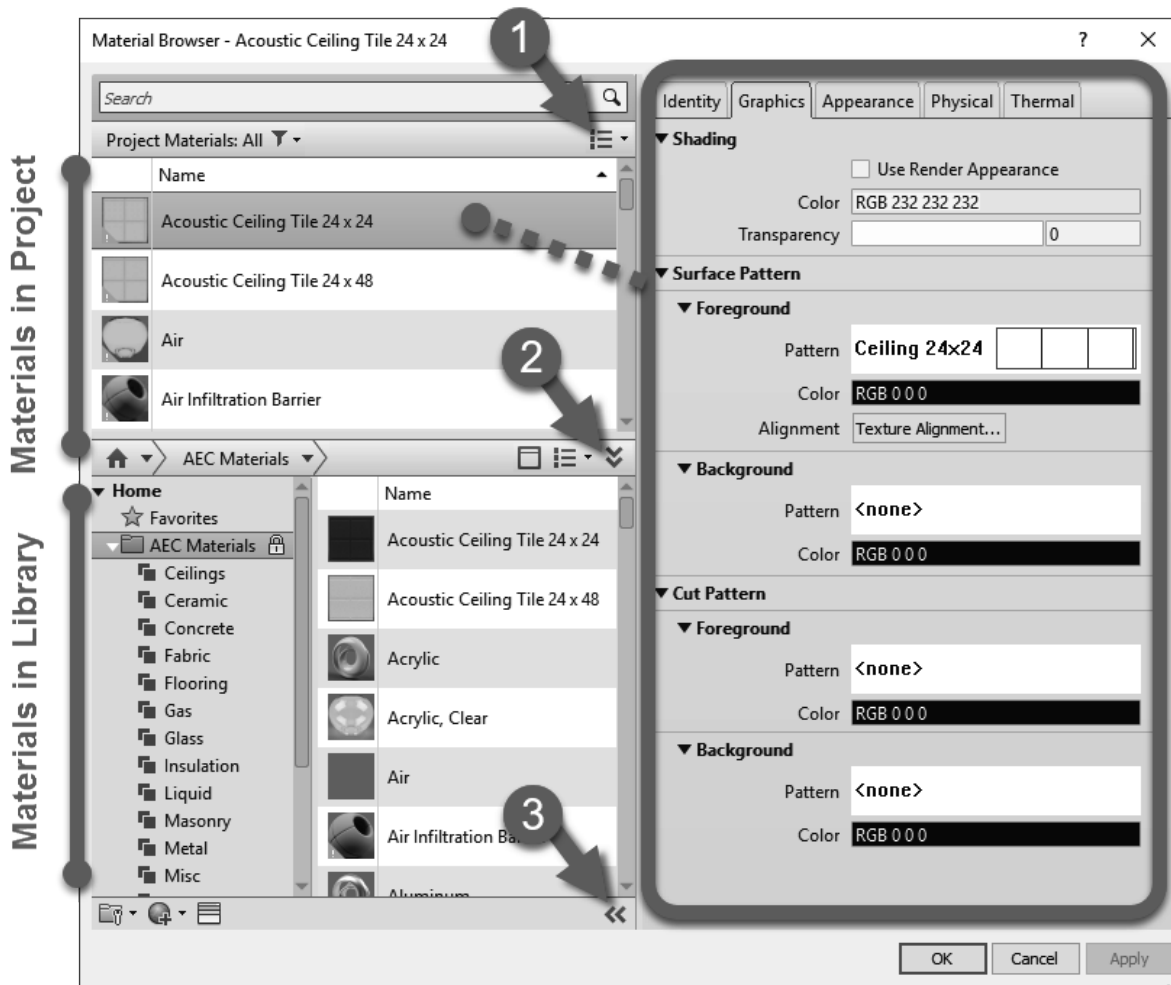 Material Browser - Acoustic Ceiling Tile 24 x 24
?
1
Search
Project Materials: All
Name
Acoustic Ceiling Tile 24 x 24
Acoustic Ceiling Tile 24 x 48
Air
Air Infiltration Barrier
Materials in Project
2
AEC Materials
Home
Favorites
AEC Materials
Ceilings
Ceramic
Concrete
Fabric
Flooring
Gas
Glass
Insulation
Liquid
Masonry
Metal
Misc
Materials in Library
Name
Acoustic Ceiling Tile 24 x 24
Acoustic Ceiling Tile 24 x 48
Acrylic
Acrylic, Clear
Air
Air Infiltration
Aluminum
3
Identity Graphics Appearance Physical Thermal
Shading
Use Render Appearance
Color RGB 232 232 232
Transparency 0
Surface Pattern
Foreground
Pattern Ceiling 24x24
Color RGB 0 0 0
Alignment Texture Alignment...
Background
Pattern <none>
Color RGB 0 0 0
Cut Pattern
Foreground
Pattern <none>
Color RGB 0 0 0
Background
Pattern <none>
Color RGB 0 0 0
OK Cancel Apply